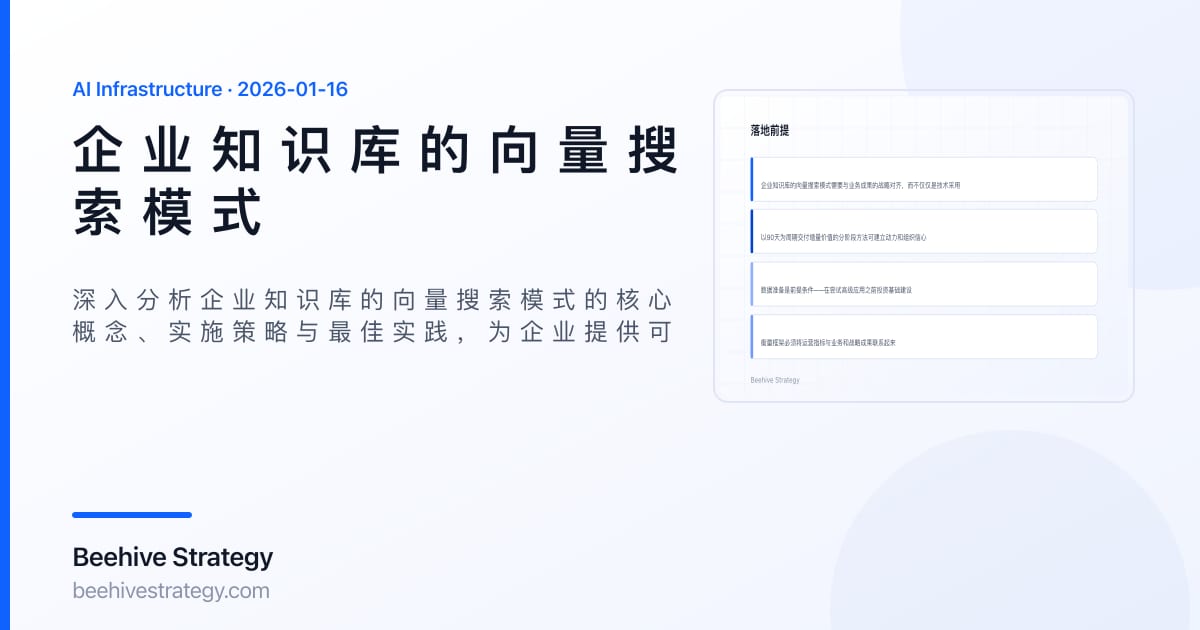 AI Infrastructure · 2026-01-16
企业知识库的向量搜
索模式
深入分析企业知识库的向量搜索模式的核心
概念、实施策略与最佳实践，为企业提供可
落地前提
企业知识库的向量搜索模式需要与业务成果的战略对齐，而不仅仅是技术采用
以90天为周期交付增量价值的分阶段方法可建立动力和组织信心
数据准备是前提条件——在尝试高级应用之前投资基础建设
衡量框架必须将运营指标与业务和战略成果联系起来
Beehive Strategy
Beehive Strategy
beehivestrategy.com